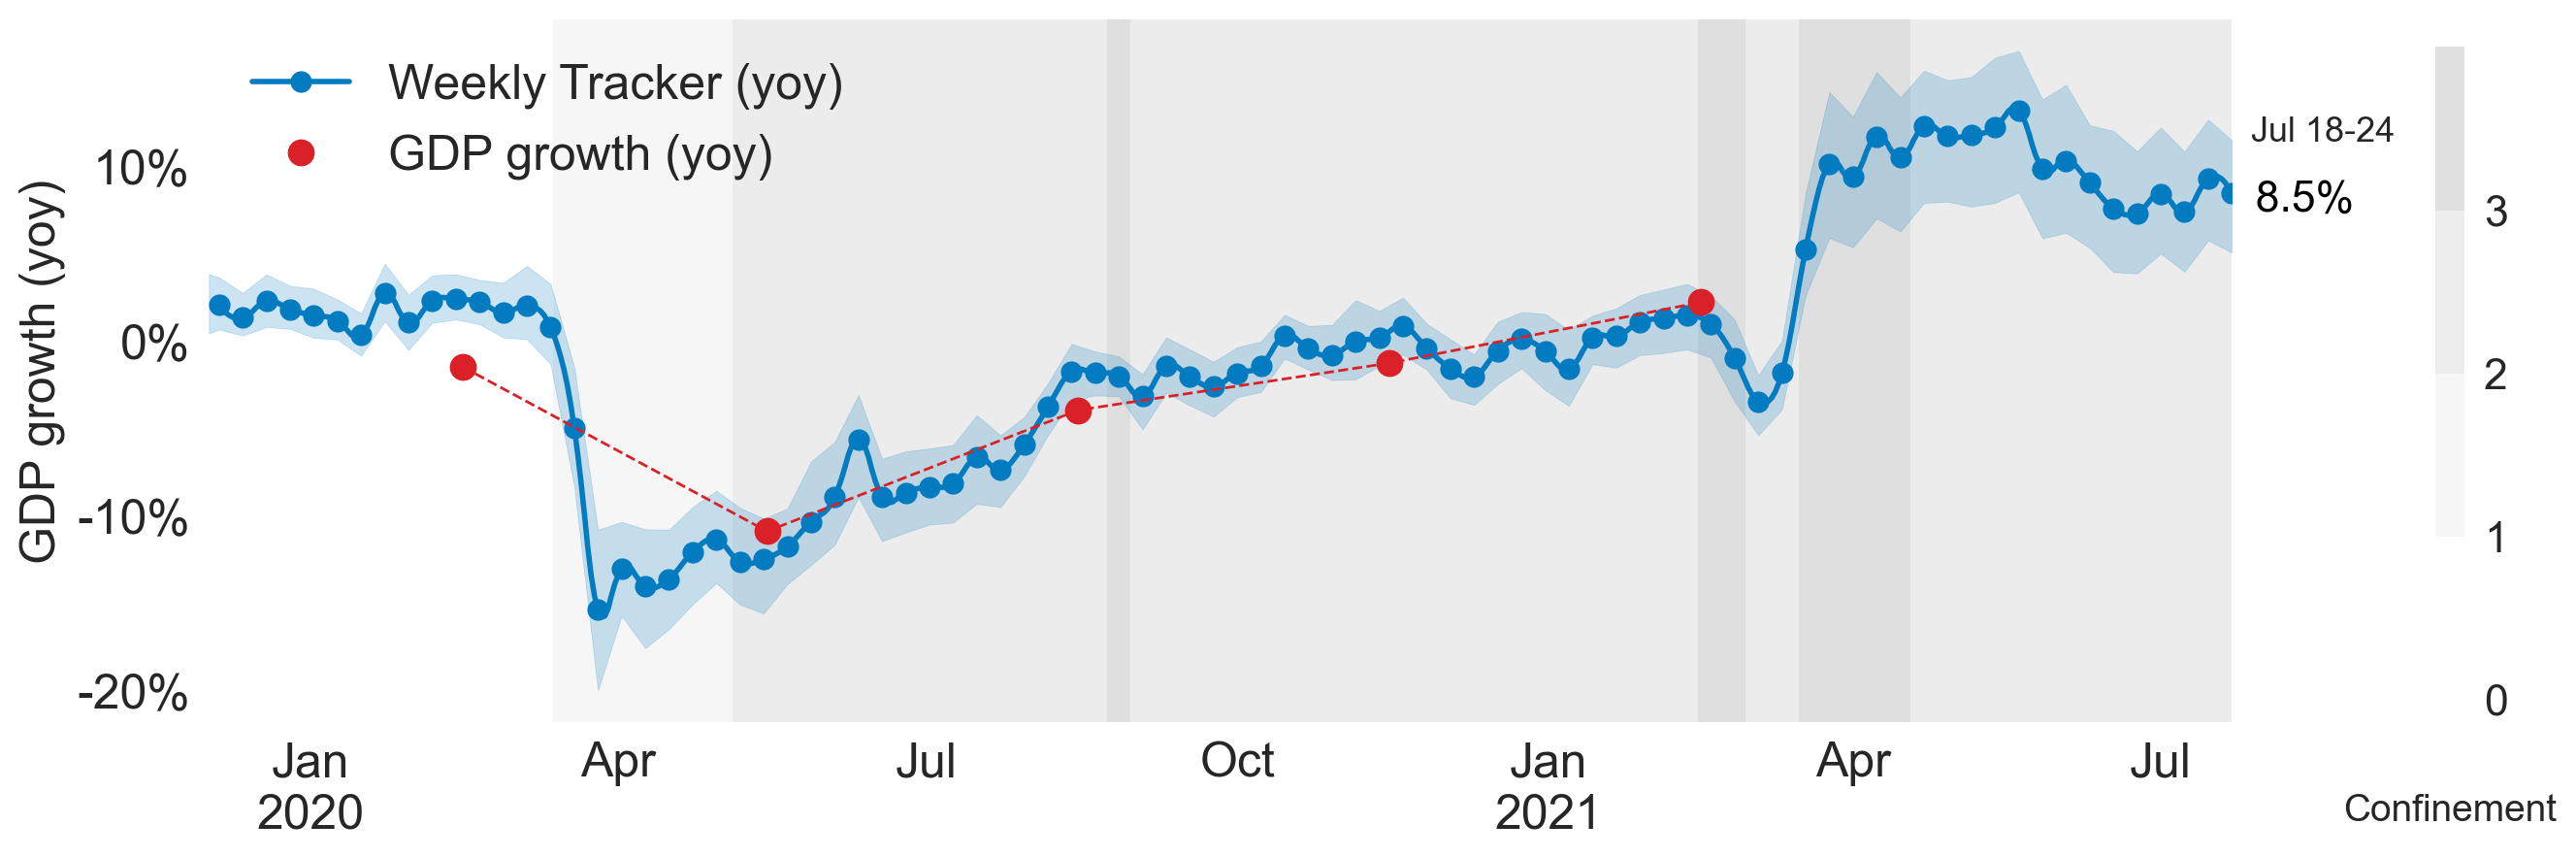 Weekly Tracker (yoy)
GDP growth (yoy)
GDP growth (yoy)
10%
0%
-10%
-20%
Jan
2020
Apr
Jul
Oct
Jan
2021
Apr
Jul
Jul 18-24
8.5%
3
2
1
0
Confinement